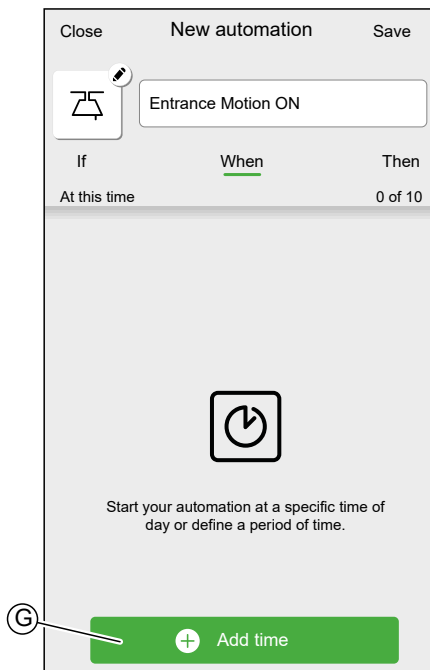 Close New automation Save
Entrance Motion ON
If When Then
At this time 0 of 10
Start your automation at a specific time of
day or define a period of time.
G
Add time